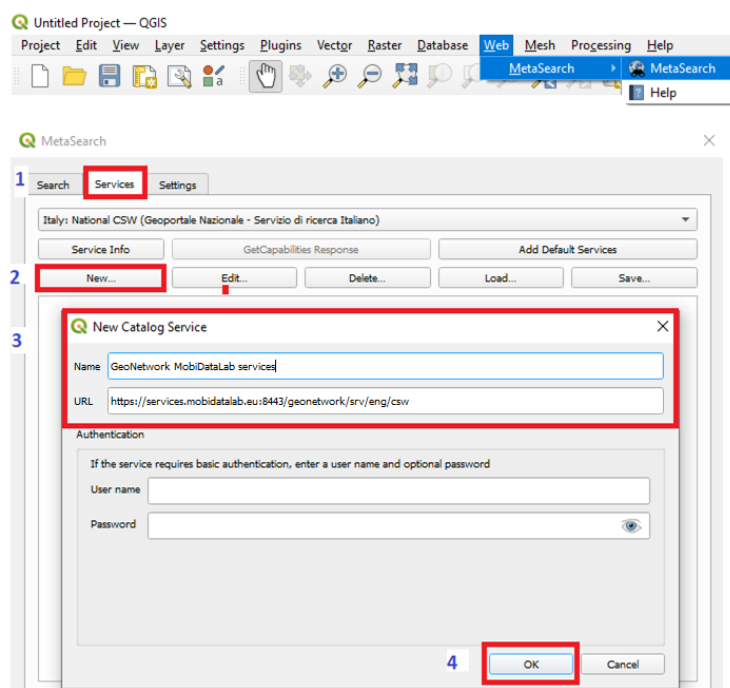 Untitled Project — QGIS
Project Edit View Layer Settings Plugins Vector Raster Database Web Mesh Processing Help
MetaSearch MetaSearch
Help
MetaSearch
1 Search Services Settings
Italy: National CSW (Geoportale Nazionale - Servizio di ricerca Italiano)
Service Info GetCapabilities Response Add Default Services
2 New... Edit... Delete... Load... Save...
New Catalog Service
3
Name GeoNetwork MobiDataLab services
URL https://services.mobidatalab.eu:8443/geonetwork/srv/eng/csw
Authentication
If the service requires basic authentication, enter a user name and optional password
User name
Password
4 OK Cancel